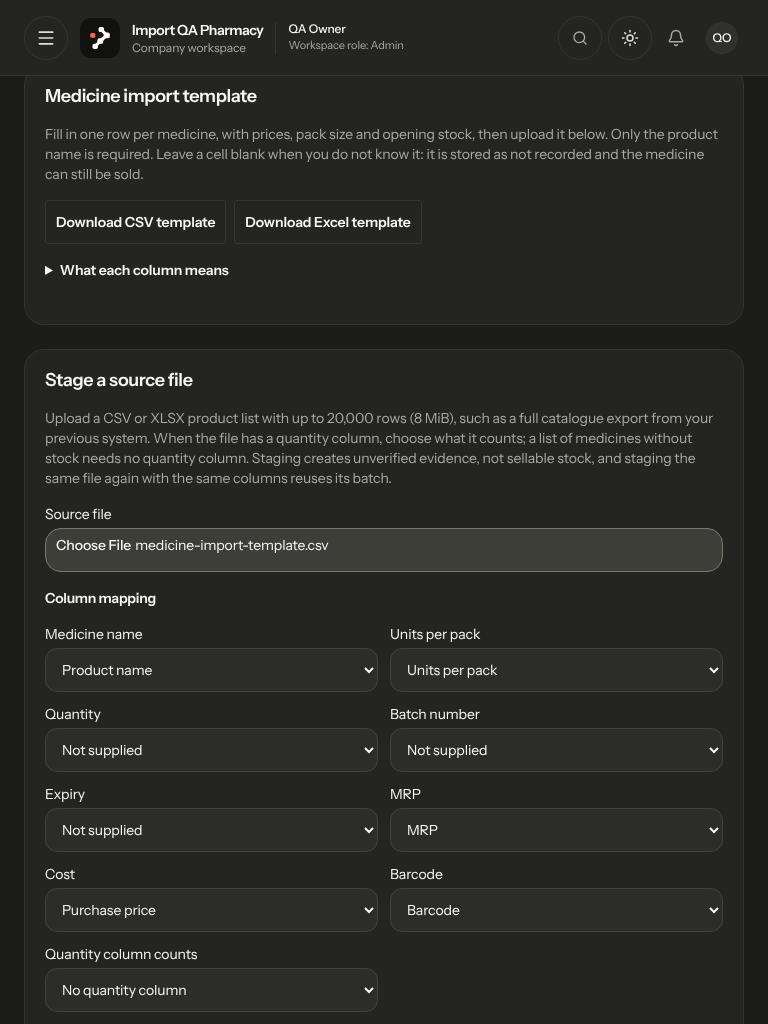 Import QA Pharmacy
Company workspace
QA Owner
Workspace role: Admin
QO
Medicine import template
Fill in one row per medicine, with prices, pack size and opening stock, then upload it below. Only the product
name is required. Leave a cell blank when you do not know it: it is stored as not recorded and the medicine
can still be sold.
Download CSV template
Download Excel template
What each column means
Stage a source file
Upload a CSV or XLSX product list with up to 20,000 rows (8 MiB), such as a full catalogue export from your
previous system. When the file has a quantity column, choose what it counts; a list of medicines without
stock needs no quantity column. Staging creates unverified evidence, not sellable stock, and staging the
same file again with the same columns reuses its batch.
Source file
Choose File medicine-import-template.csv
Column mapping
Medicine name
Units per pack
Product name
Units per pack
Quantity
Batch number
Not supplied
Not supplied
Expiry
MRP
Not supplied
MRP
Cost
Barcode
Purchase price
Barcode
Quantity column counts
No quantity column